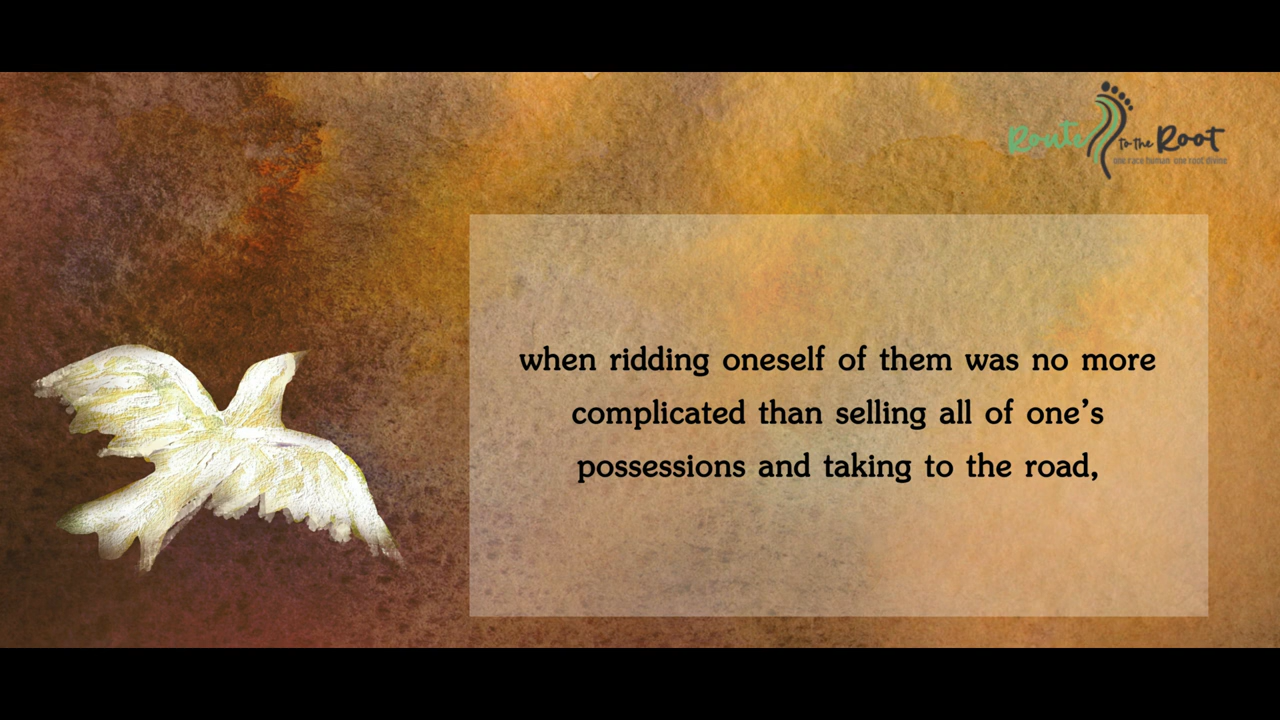 Route to the Root
one race human one root divine
when ridding oneself of them was no more
complicated than selling all of one’s
possessions and taking to the road,